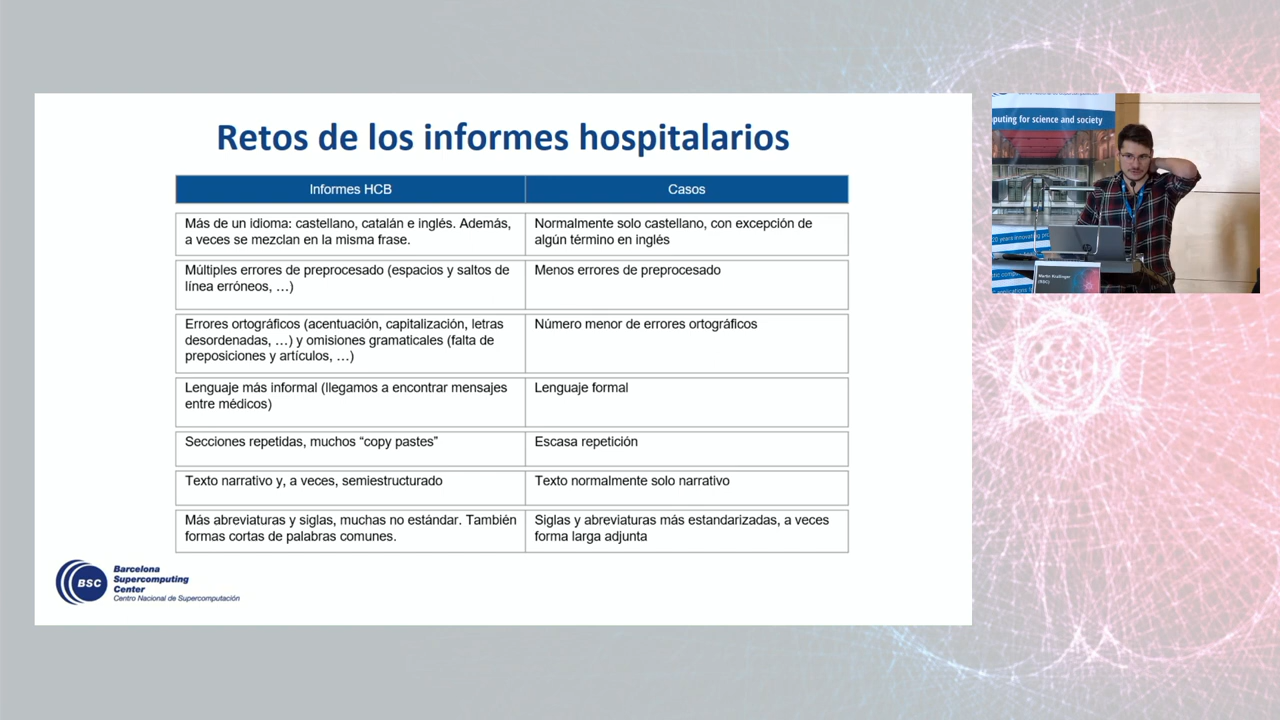 Retos de los informes hospitalarios
Informes HCB
Casos
Más de un idioma: castellano, catalán e inglés. Además,
a veces se mezclan en la misma frase.
Normalmente solo castellano, con excepción de
algún término en inglés
Múltiples errores de preprocesado (espacios y saltos de
línea erróneos, …)
Menos errores de preprocesado
Errores ortográficos (acentuación, capitalización, letras
desordenadas, …) y omisiones gramaticales (falta de
preposiciones y artículos, …)
Número menor de errores ortográficos
Lenguaje más informal (llegamos a encontrar mensajes
entre médicos)
Lenguaje formal
Secciones repetidas, muchos “copy pastes”
Escasa repetición
Texto narrativo y, a veces, semiestructurado
Texto normalmente solo narrativo
Más abreviaturas y siglas, muchas no estándar. También
formas cortas de palabras comunes.
Siglas y abreviaturas más estandarizadas, a veces
forma larga adjunta
BSC
Barcelona
Supercomputing
Center
Centro Nacional de Supercomputación
puting for science and society
20 years innovating
(BSC)